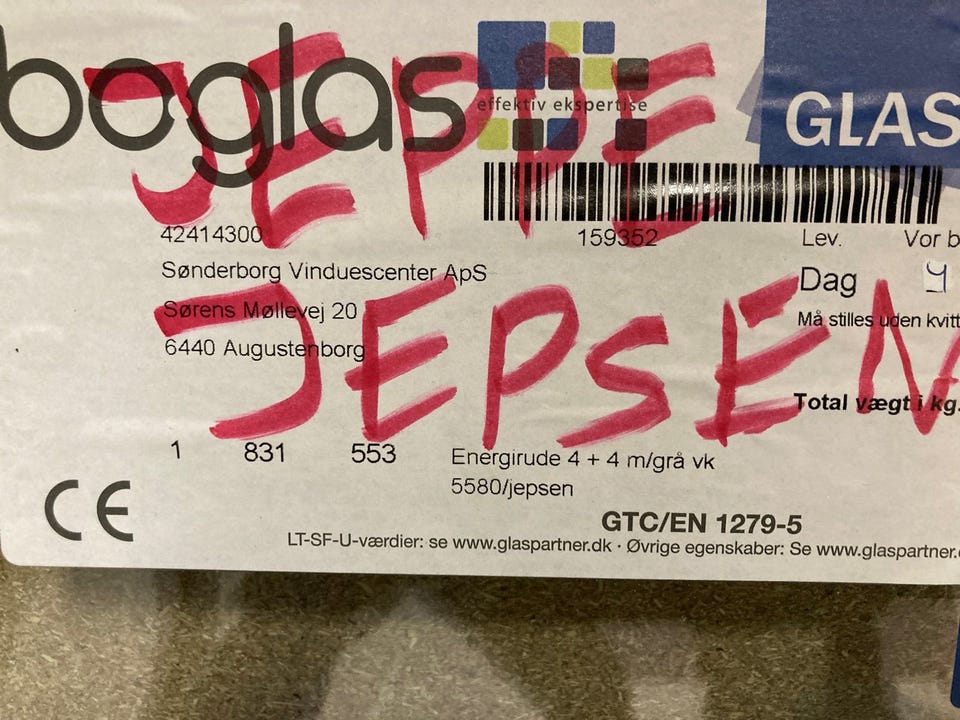 boglas
effektiv ekspertise
GLAS
JEPPE
42414300
159352
Lev.
Vor
Sønderborg Vinduescenter ApS
Sørens Møllevej 20
6440 Augustenborg
Dag
Må stilles uden
JEPSEN
Total vægt i kg.
1 831 553 Energirude 4 + 4 m/grå vk
5580/jepsen
CE
GTC/EN 1279-5
LT-SF-U-værdier: se www.glaspartner.dk · Øvrige egenskaber: Se www.glaspartner.